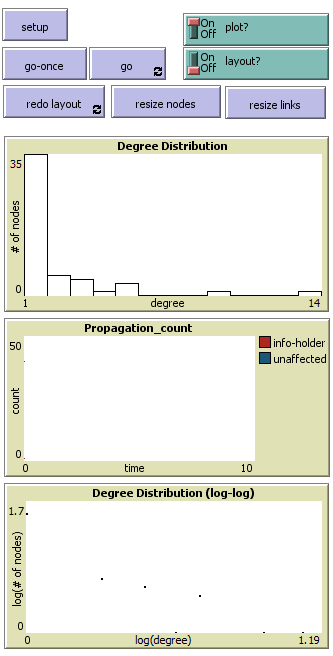 setup
On
Off
plot?
go-once
go
On
Off
layout?
redo layout
resize nodes
resize links
Degree Distribution
35
# of nodes
0
1
degree
14
Propagation_count
50
count
0
0
time
10
info-holder
unaffected
Degree Distribution (log-log)
1.7
log(# of nodes)
0
0
log(degree)
1.19